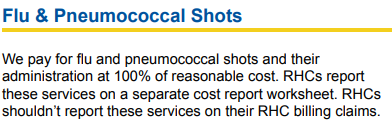 Flu & Pneumococcal Shots
We pay for flu and pneumococcal shots and their
administration at 100% of reasonable cost. RHCs report
these services on a separate cost report worksheet. RHCs
shouldn't report these services on their RHC billing claims.